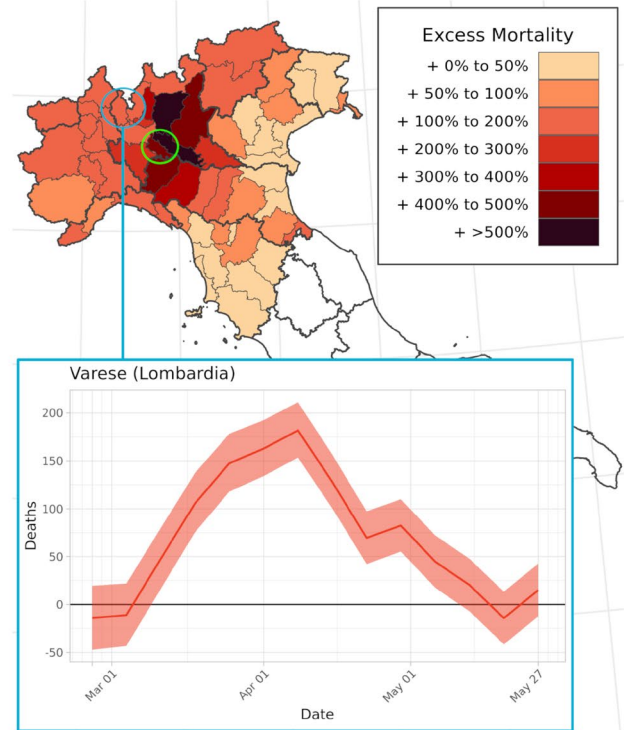 Excess Mortality
+ 0% to 50%
+ 50% to 100%
+ 100% to 200%
+ 200% to 300%
+ 300% to 400%
+ 400% to 500%
+ >500%
Varese (Lombardia)
200
150
100
50
0
-50
Deaths
Mar 01
Apr 01
May 01
May 27
Date